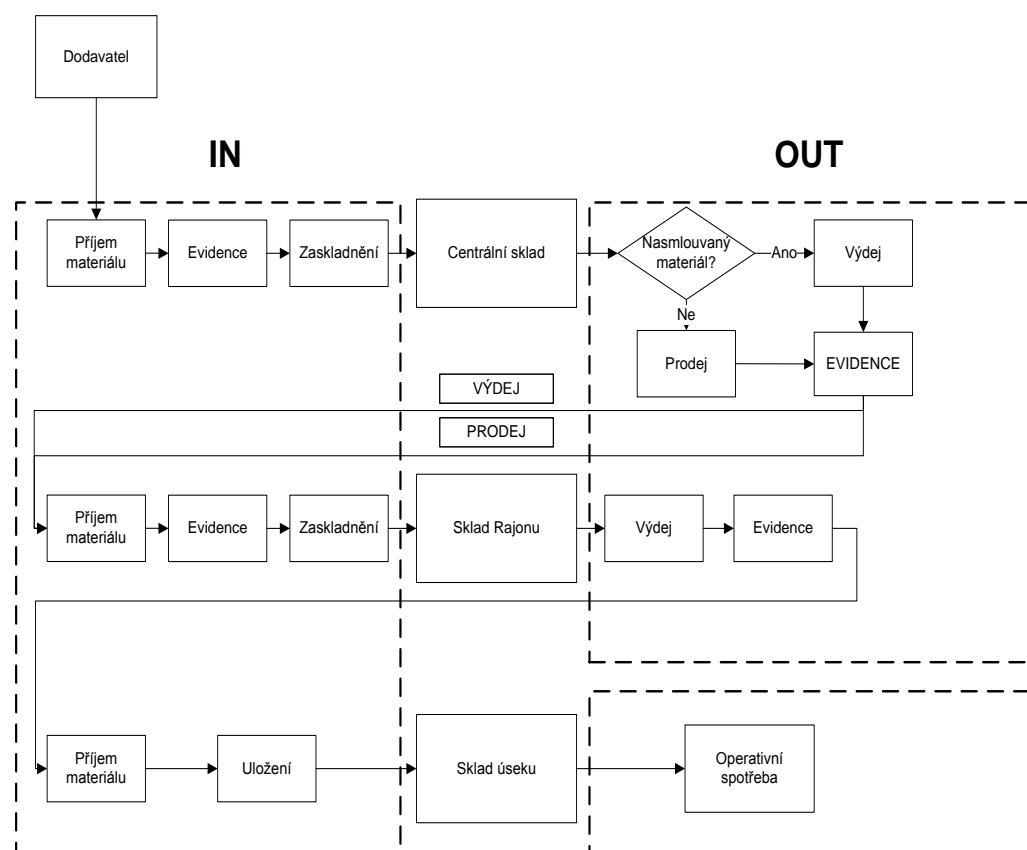 Dodavatel
IN
OUT
Příjem
materiálu
Evidence
Zaskladnění
Centrální sklad
Nasmlouvaný
materiál?
Ano
Výdej
Ne
Prodej
EVIDENCE
VÝDEJ
PRODEJ
Příjem
materiálu
Evidence
Zaskladnění
Sklad Rajonu
Výdej
Evidence
Příjem
materiálu
Uložení
Sklad úseku
Operativní
spotřeba